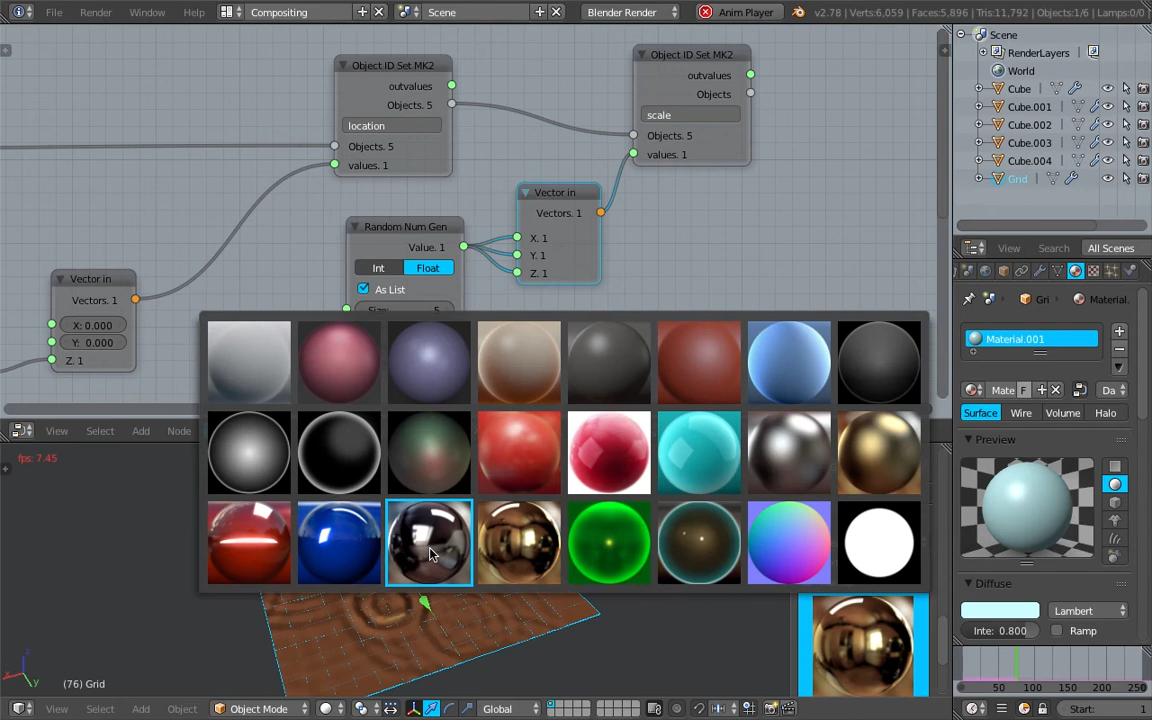 File Render Window Help Compositing Scene Blender Render Anim Player v2.78 | Verts:6,059 | Faces:5,896 | Tris:11,792 | Objects:1/6 | Lamps:0/0
Object ID Set MK2
outvalues
Objects. 5
location
Objects. 5
values. 1
Object ID Set MK2
outvalues
Objects
scale
Objects. 5
values. 1
Vector in
Vectors. 1
X. 1
Y. 1
Z. 1
Random Num Gen
Value. 1
Int Float
As List
Size: 5
Vector in
Vectors. 1
X: 0.000
Y: 0.000
Z. 1
View Select Add Node
fps: 7.45
(76) Grid
View Select Add Object Object Mode Global
Scene
RenderLayers
World
Cube
Cube.001
Cube.002
Cube.003
Cube.004
Grid
View Search All Scenes
Gri Material.
Material.001
Mate F Da
Surface Wire Volume Halo
Preview
Diffuse
Lambert
Inte: 0.800 Ramp
50 100 150 200 250
Start: 1